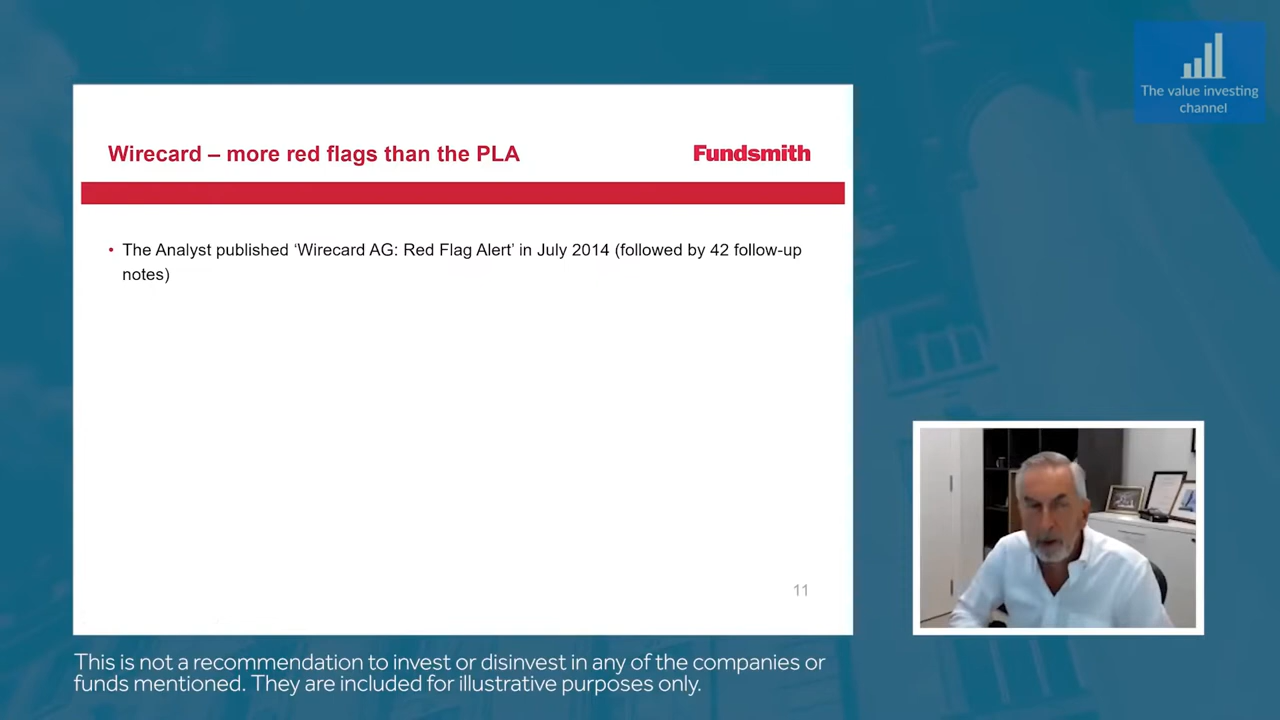 The value investing
channel
Wirecard – more red flags than the PLA
Fundsmith
• The Analyst published ‘Wirecard AG: Red Flag Alert’ in July 2014 (followed by 42 follow-up
notes)
11
This is not a recommendation to invest or disinvest in any of the companies or
funds mentioned. They are included for illustrative purposes only.